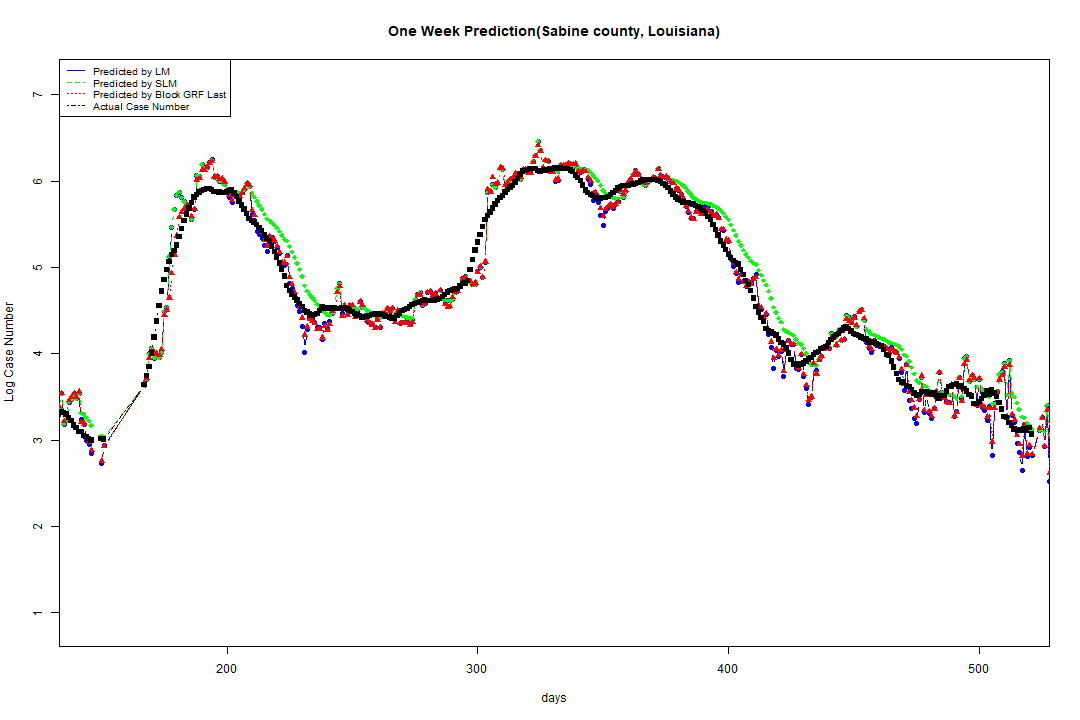 One Week Prediction(Sabine county, Louisiana)
Predicted by LM
Predicted by SLM
Predicted by Block GRF Last
Actual Case Number
7
6
5
4
3
2
1
Log Case Number
200
300
400
500
days